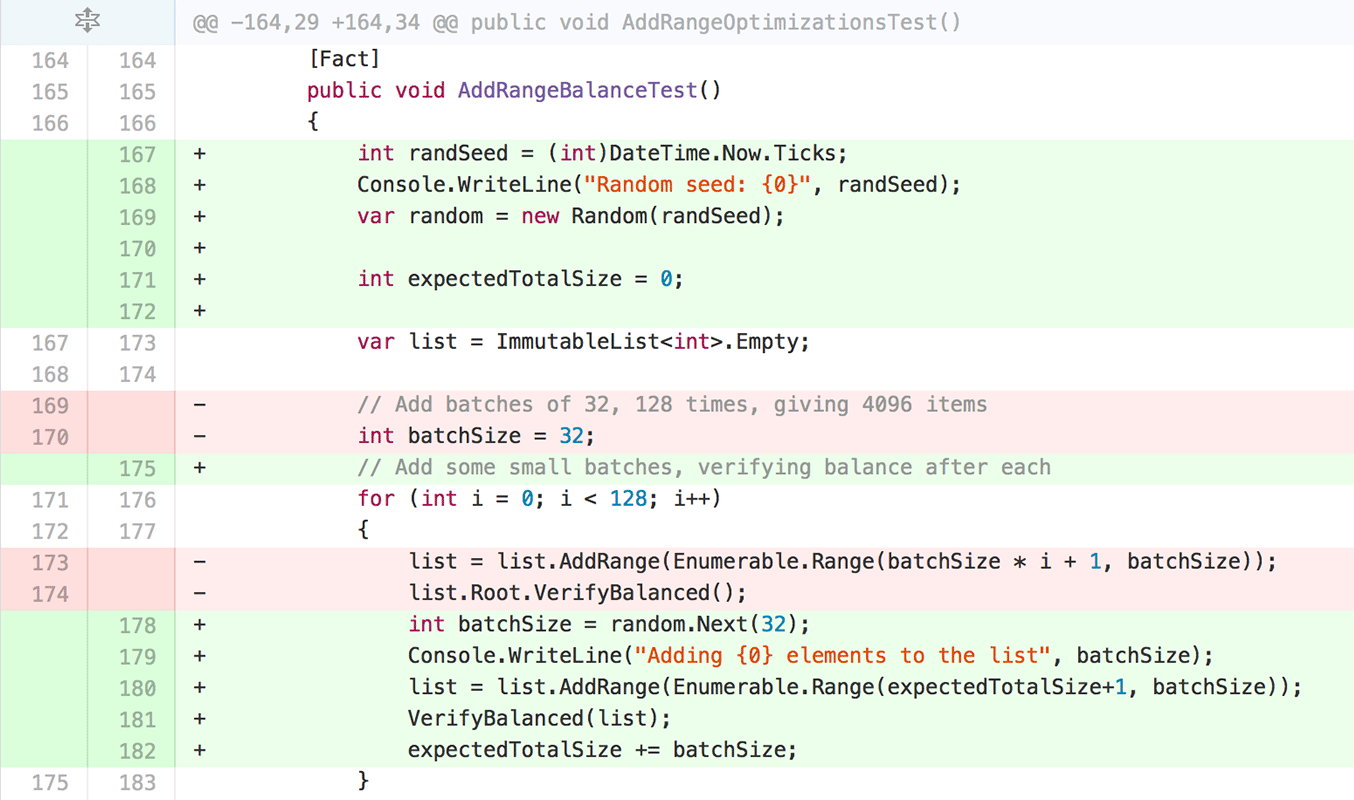 @@ -164,29 +164,34 @@ public void AddRangeOptimizationsTest()
164 164 [Fact]
165 165 public void AddRangeBalanceTest()
166 166 {
167 + int randSeed = (int)DateTime.Now.Ticks;
168 + Console.WriteLine("Random seed: {0}", randSeed);
169 + var random = new Random(randSeed);
170 +
171 + int expectedTotalSize = 0;
172 +
167 173 var list = ImmutableList<int>.Empty;
168 174
169 - // Add batches of 32, 128 times, giving 4096 items
170 - int batchSize = 32;
175 + // Add some small batches, verifying balance after each
171 176 for (int i = 0; i < 128; i++)
172 177 {
173 - list = list.AddRange(Enumerable.Range(batchSize * i + 1, batchSize));
174 - list.Root.VerifyBalanced();
178 + int batchSize = random.Next(32);
179 + Console.WriteLine("Adding {0} elements to the list", batchSize);
180 + list = list.AddRange(Enumerable.Range(expectedTotalSize+1, batchSize));
181 + VerifyBalanced(list);
182 + expectedTotalSize += batchSize;
175 183 }